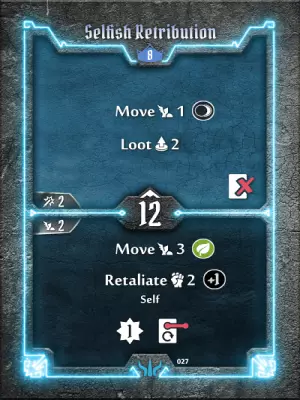 Selfish Retribution
8
Move 1
Loot 2
2
12
2
Move 3
Retaliate 2 +1
Self
1
027